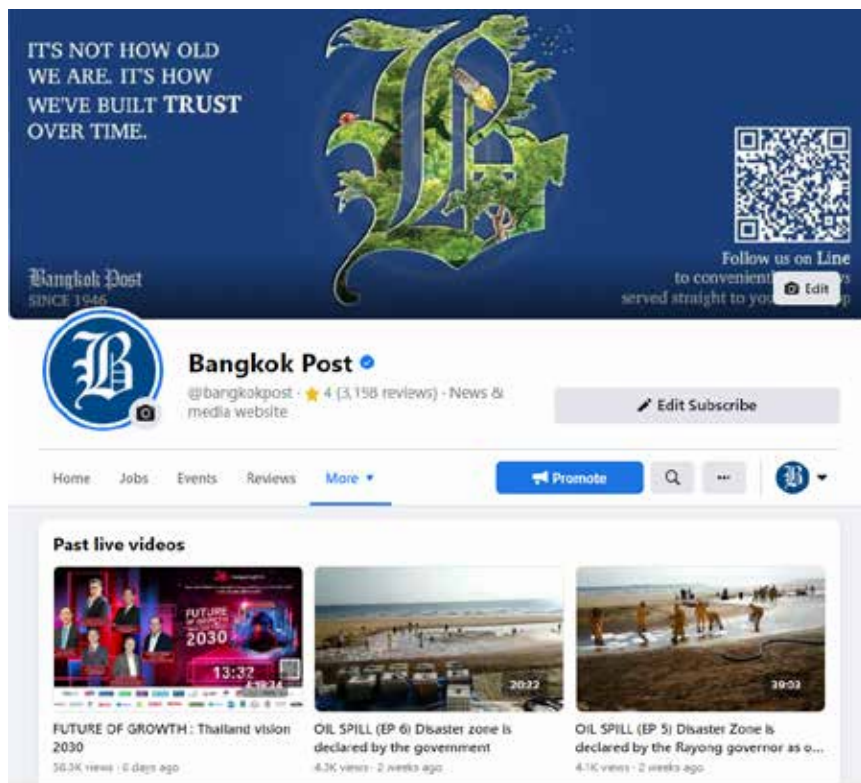 IT'S NOT HOW OLD
WE ARE. IT'S HOW
WE'VE BUILT TRUST
OVER TIME.
Bangkok Post
SINCE 1946
Follow us on Line
to convenient
served straight to
Edit
Bangkok Post
@bangkokpost · 4 (3,158 reviews) · News &
media website
Edit Subscribe
Home Jobs Events Reviews More
Promote
Past live videos
FUTURE
OF GROWTH
2030
13:32
20:22
39:03
FUTURE OF GROWTH : Thailand vision
2030
6 days ago
OIL SPILL (EP 6) Disaster zone is
declared by the government
4.3K views · 2 weeks ago
OIL SPILL (EP 5) Disaster Zone is
declared by the Rayong governor as o...
4.1K views · 2 weeks ago